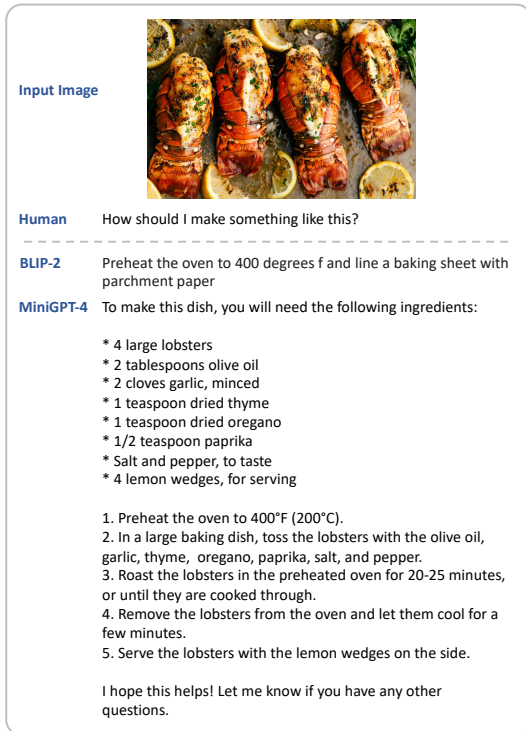 Input Image
Human How should I make something like this?
BLIP-2 Preheat the oven to 400 degrees f and line a baking sheet with
parchment paper
MiniGPT-4 To make this dish, you will need the following ingredients:
* 4 large lobsters
* 2 tablespoons olive oil
* 2 cloves garlic, minced
* 1 teaspoon dried thyme
* 1 teaspoon dried oregano
* 1/2 teaspoon paprika
* Salt and pepper, to taste
* 4 lemon wedges, for serving
1. Preheat the oven to 400°F (200°C).
2. In a large baking dish, toss the lobsters with the olive oil,
garlic, thyme, oregano, paprika, salt, and pepper.
3. Roast the lobsters in the preheated oven for 20-25 minutes,
or until they are cooked through.
4. Remove the lobsters from the oven and let them cool for a
few minutes.
5. Serve the lobsters with the lemon wedges on the side.
I hope this helps! Let me know if you have any other
questions.